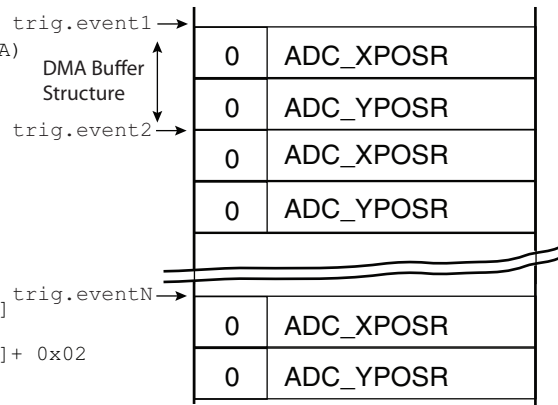 trig.event1
A)
DMA Buffer
Structure
0 ADC_XPOSR
0 ADC_YPOSR
trig.event2
0 ADC_XPOSR
0 ADC_YPOSR
trig.eventN
]
0 ADC_XPOSR
]+ 0x02
0 ADC_YPOSR